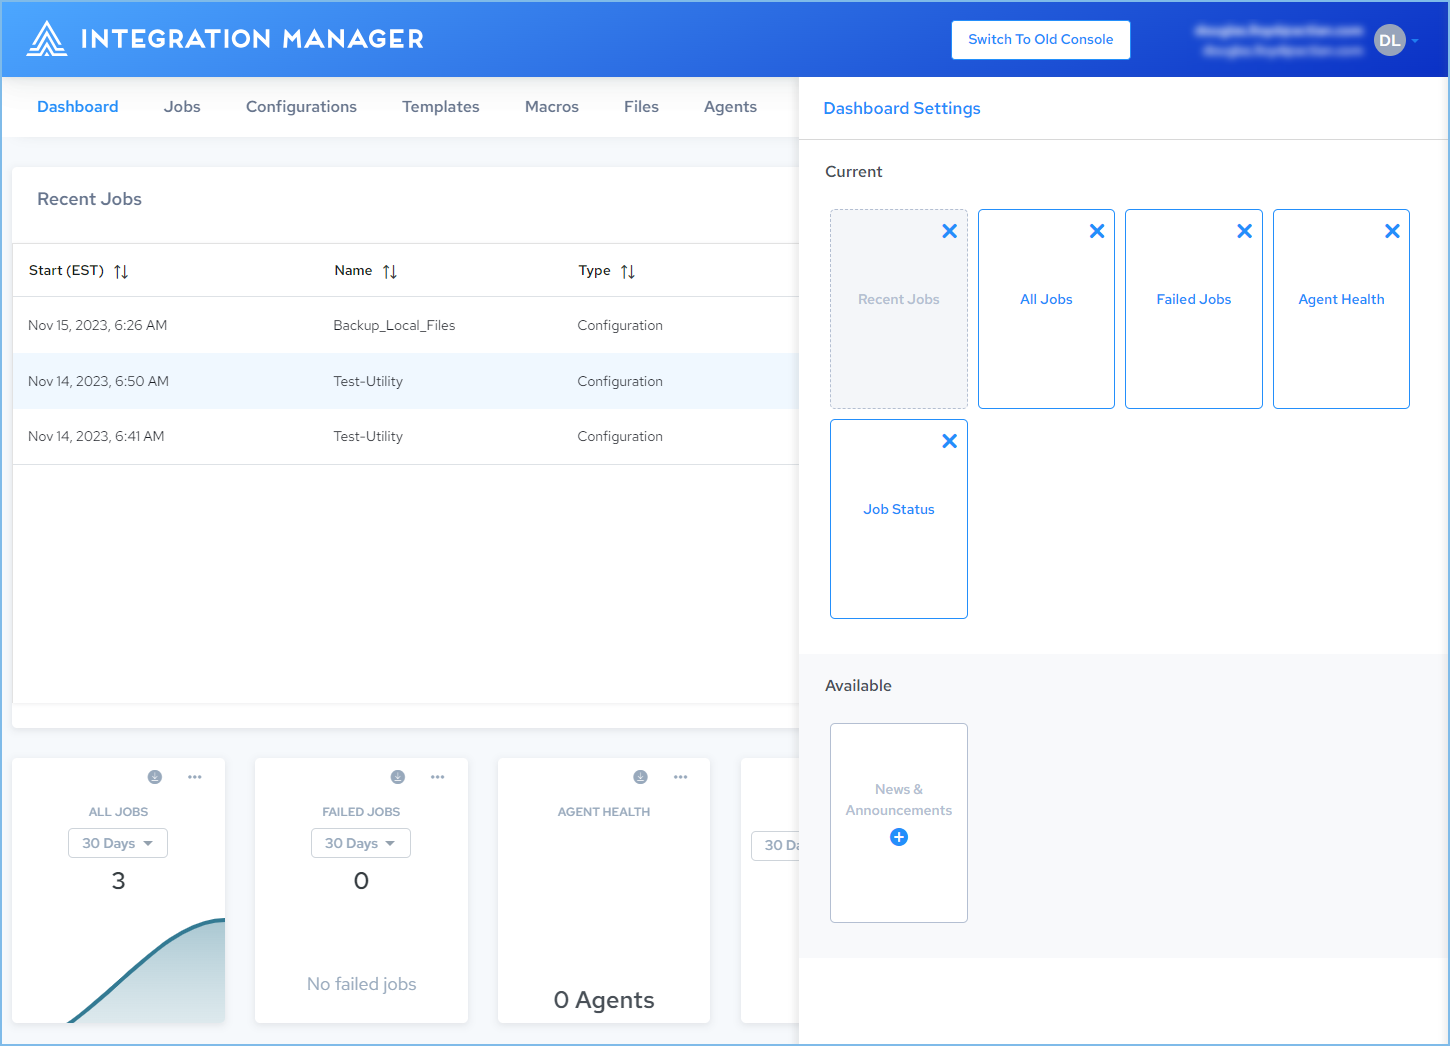 INTEGRATION MANAGER
Switch To Old Console
DL
Dashboard Jobs Configurations Templates Macros Files Agents
Recent Jobs
Start (EST) Name Type
Nov 15, 2023, 6:26 AM Backup_Local_Files Configuration
Nov 14, 2023, 6:50 AM Test-Utility Configuration
Nov 14, 2023, 6:41 AM Test-Utility Configuration
ALL JOBS
30 Days
3
FAILED JOBS
30 Days
0
No failed jobs
AGENT HEALTH
0 Agents
30 Da
Dashboard Settings
Current
Recent Jobs
All Jobs
Failed Jobs
Agent Health
Job Status
Available
News &
Announcements